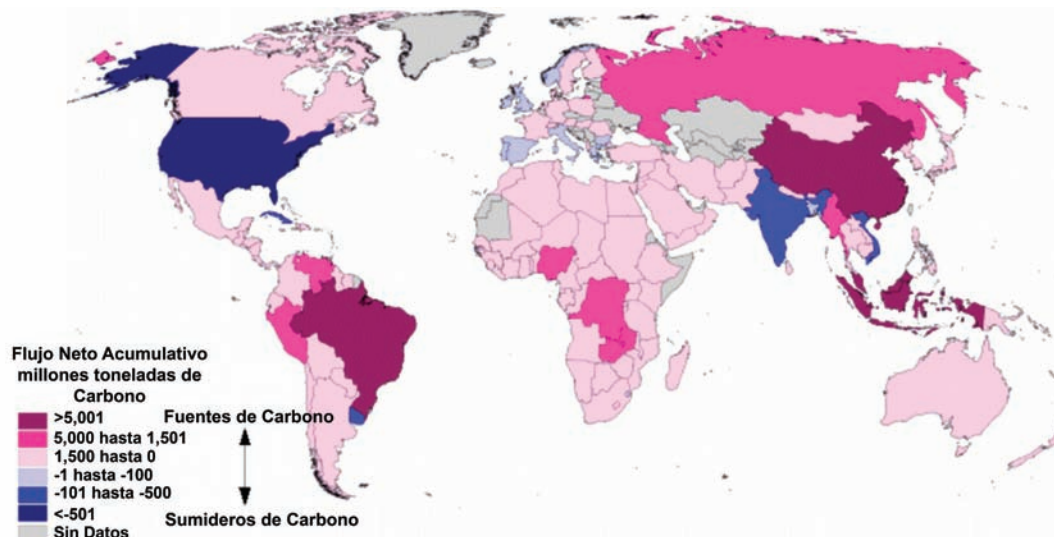 Flujo Neto Acumulativo
millones toneladas de
Carbono
>5,001
5,000 hasta 1,501
1,500 hasta 0
-1 hasta -100
-101 hasta -500
<-501
Sin Datos
Fuentes de Carbono
Sumideros de Carbono